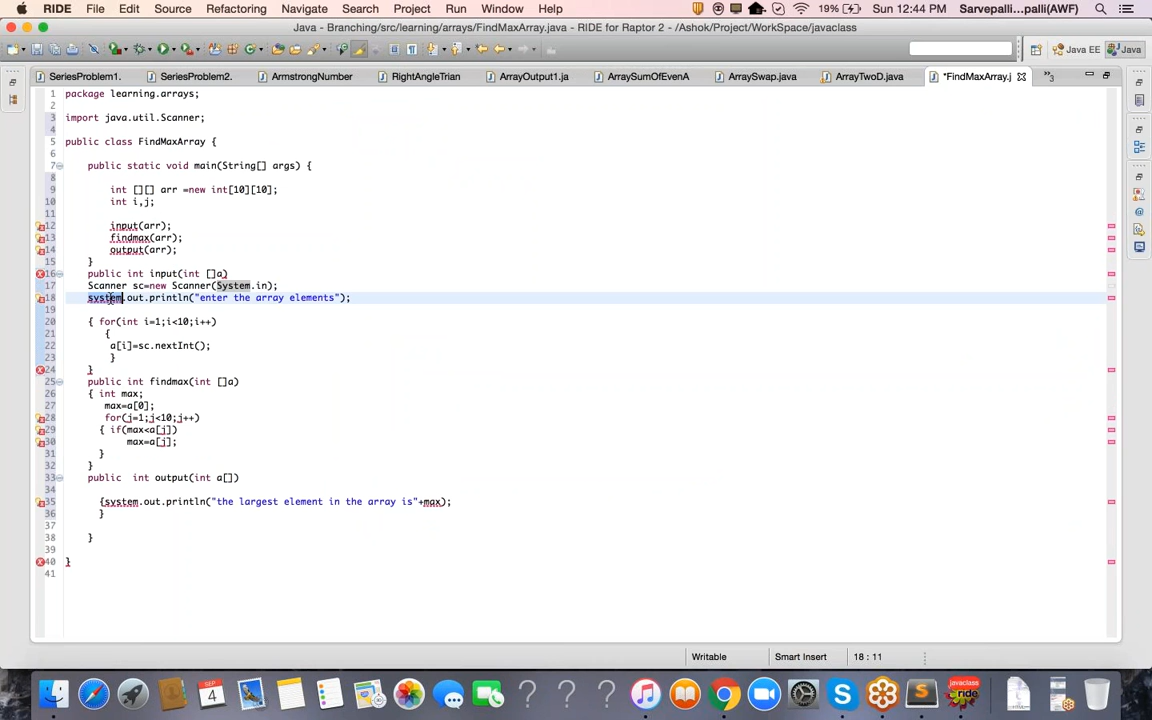 RIDE File Edit Source Refactoring Navigate Search Project Run Window Help 19% Sun 12:44 PM Sarvepalli...palli(AWF)
Java - Branching/src/learning/arrays/FindMaxArray.java - RIDE for Raptor 2 - /Ashok/Project/WorkSpace/javaclass
Java EE Java
SeriesProblem1. SeriesProblem2. ArmstrongNumber RightAngleTrian ArrayOutput1.ja ArraySumOfEvenA ArraySwap.java ArrayTwoD.java *FindMaxArray.j »3
1 package learning.arrays;
2
3 import java.util.Scanner;
4
5 public class FindMaxArray {
6
7 public static void main(String[] args) {
8
9 int [][] arr =new int[10][10];
10 int i,j;
11
12 input(arr);
13 findmax(arr);
14 output(arr);
15 }
16 public int input(int []a)
17 Scanner sc=new Scanner(System.in);
18 system.out.println("enter the array elements");
19
20 { for(int i=1;i<10;i++)
21 {
22 a[i]=sc.nextInt();
23 }
24 }
25 public int findmax(int []a)
26 { int max;
27 max=a[0];
28 for(j=1;j<10;j++)
29 { if(max<a[j])
30 max=a[j];
31 }
32 }
33 public  int output(int a[])
34
35 {system.out.println("the largest element in the array is"+max);
36 }
37
38 }
39
40 }
41
Writable Smart Insert 18 : 11
SEP
4
javaclass
ride